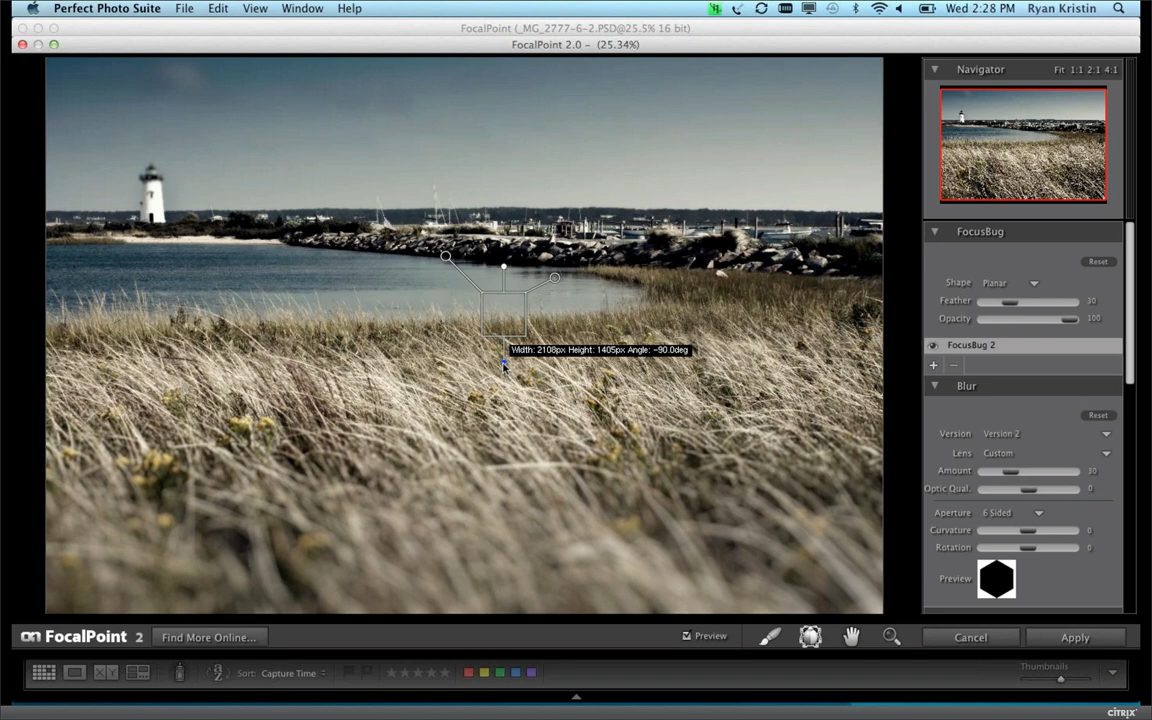 Perfect Photo Suite File Edit View Window Help Wed 2:28 PM Ryan Kristin
FocalPoint (_MG_2777-6-2.PSD@25.5% 16 bit)
FocalPoint 2.0 - (25.34%)
Navigator Fit 1:1 2:1 4:1
FocusBug
Reset
Shape Planar
Feather 30
Opacity 100
FocusBug 2
Width: 2108px Height: 1405px Angle: -90.0deg
Blur
Reset
Version Version 2
Lens Custom
Amount 30
Optic Qual. 0
Aperture 6 Sided
Curvature 0
Rotation 0
Preview
on FocalPoint 2 Find More Online... Preview Cancel Apply
XY a z Sort: Capture Time Thumbnails
CITRIX